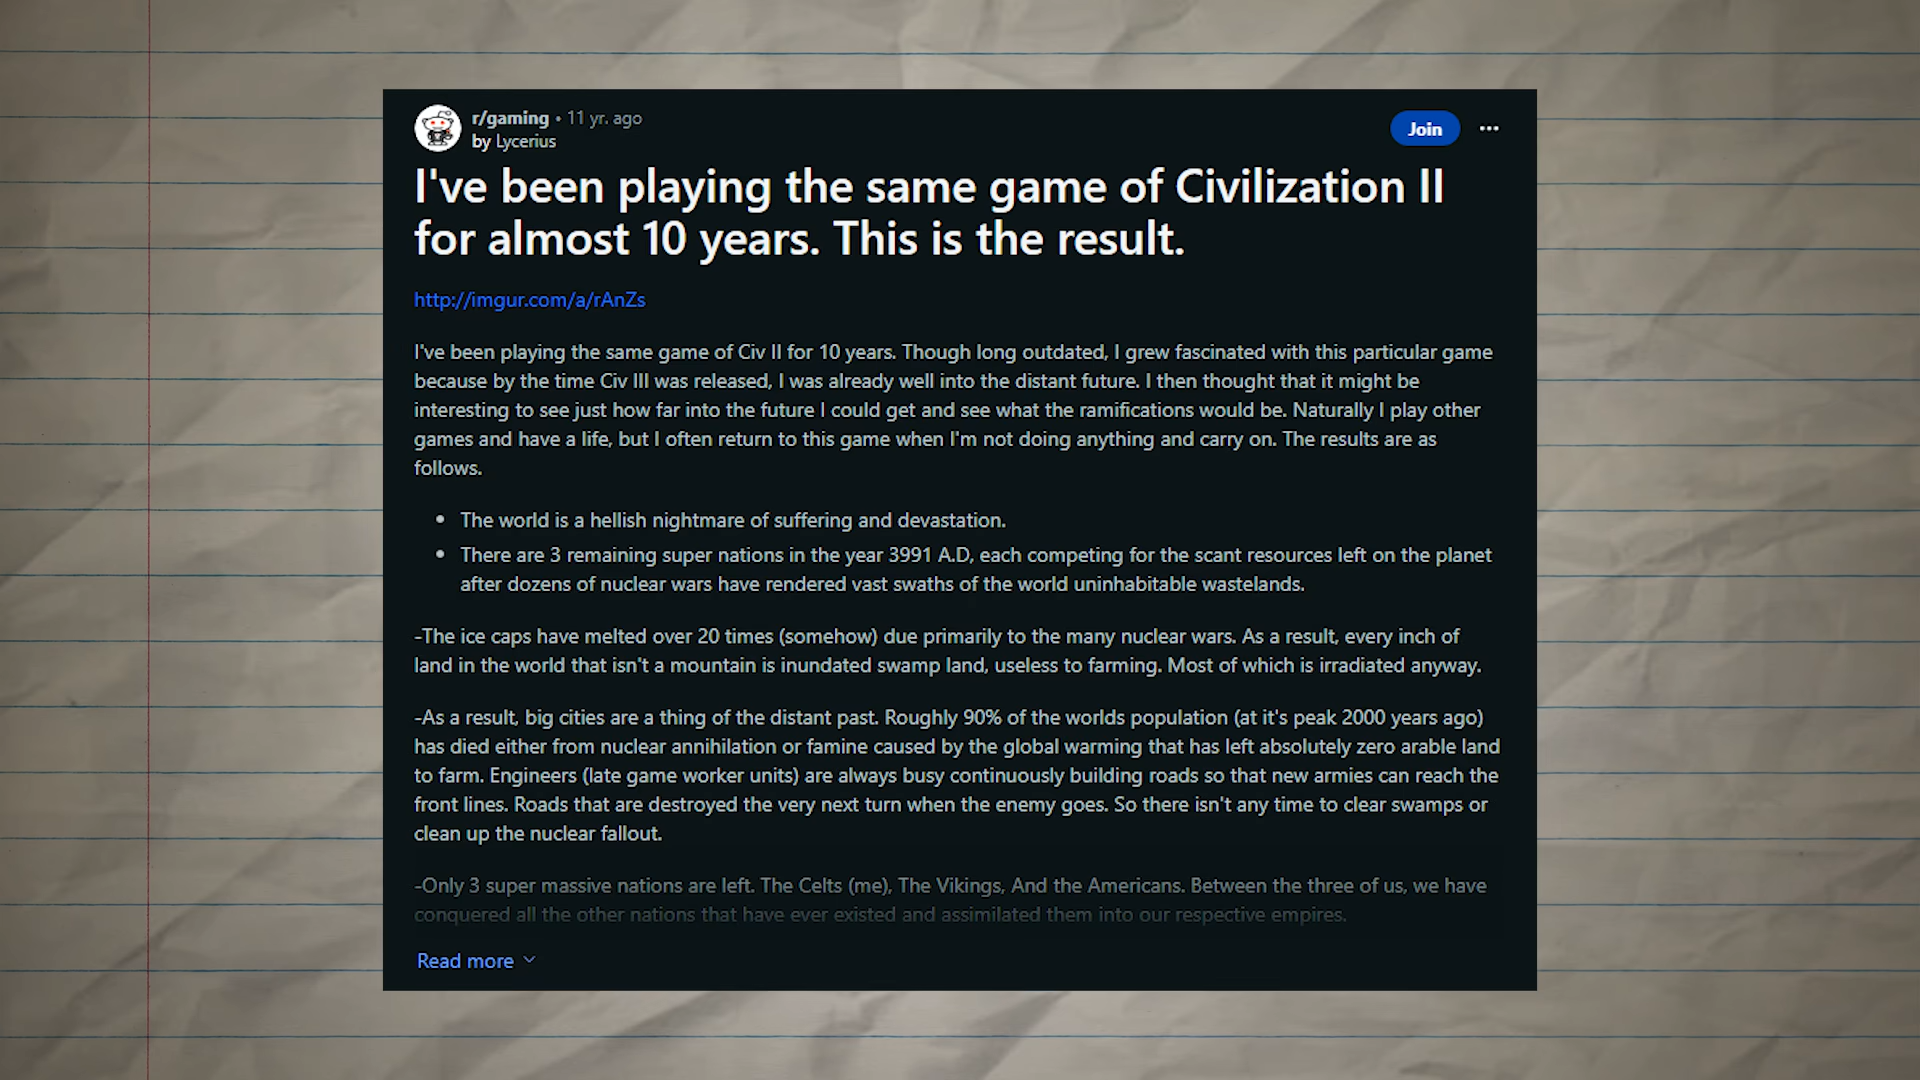 r/gaming • 11 yr. ago
by Lycerius
Join
I've been playing the same game of Civilization II
for almost 10 years. This is the result.
http://imgur.com/a/rAnZs
I've been playing the same game of Civ II for 10 years. Though long outdated, I grew fascinated with this particular game
because by the time Civ III was released, I was already well into the distant future. I then thought that it might be
interesting to see just how far into the future I could get and see what the ramifications would be. Naturally I play other
games and have a life, but I often return to this game when I'm not doing anything and carry on. The results are as
follows.
• The world is a hellish nightmare of suffering and devastation.
• There are 3 remaining super nations in the year 3991 A.D, each competing for the scant resources left on the planet
after dozens of nuclear wars have rendered vast swaths of the world uninhabitable wastelands.
-The ice caps have melted over 20 times (somehow) due primarily to the many nuclear wars. As a result, every inch of
land in the world that isn't a mountain is inundated swamp land, useless to farming. Most of which is irradiated anyway.
-As a result, big cities are a thing of the distant past. Roughly 90% of the worlds population (at it's peak 2000 years ago)
has died either from nuclear annihilation or famine caused by the global warming that has left absolutely zero arable land
to farm. Engineers (late game worker units) are always busy continuously building roads so that new armies can reach the
front lines. Roads that are destroyed the very next turn when the enemy goes. So there isn't any time to clear swamps or
clean up the nuclear fallout.
-Only 3 super massive nations are left. The Celts (me), The Vikings, And the Americans. Between the three of us, we have
conquered all the other nations that have ever existed and assimilated them into our respective empires.
Read more